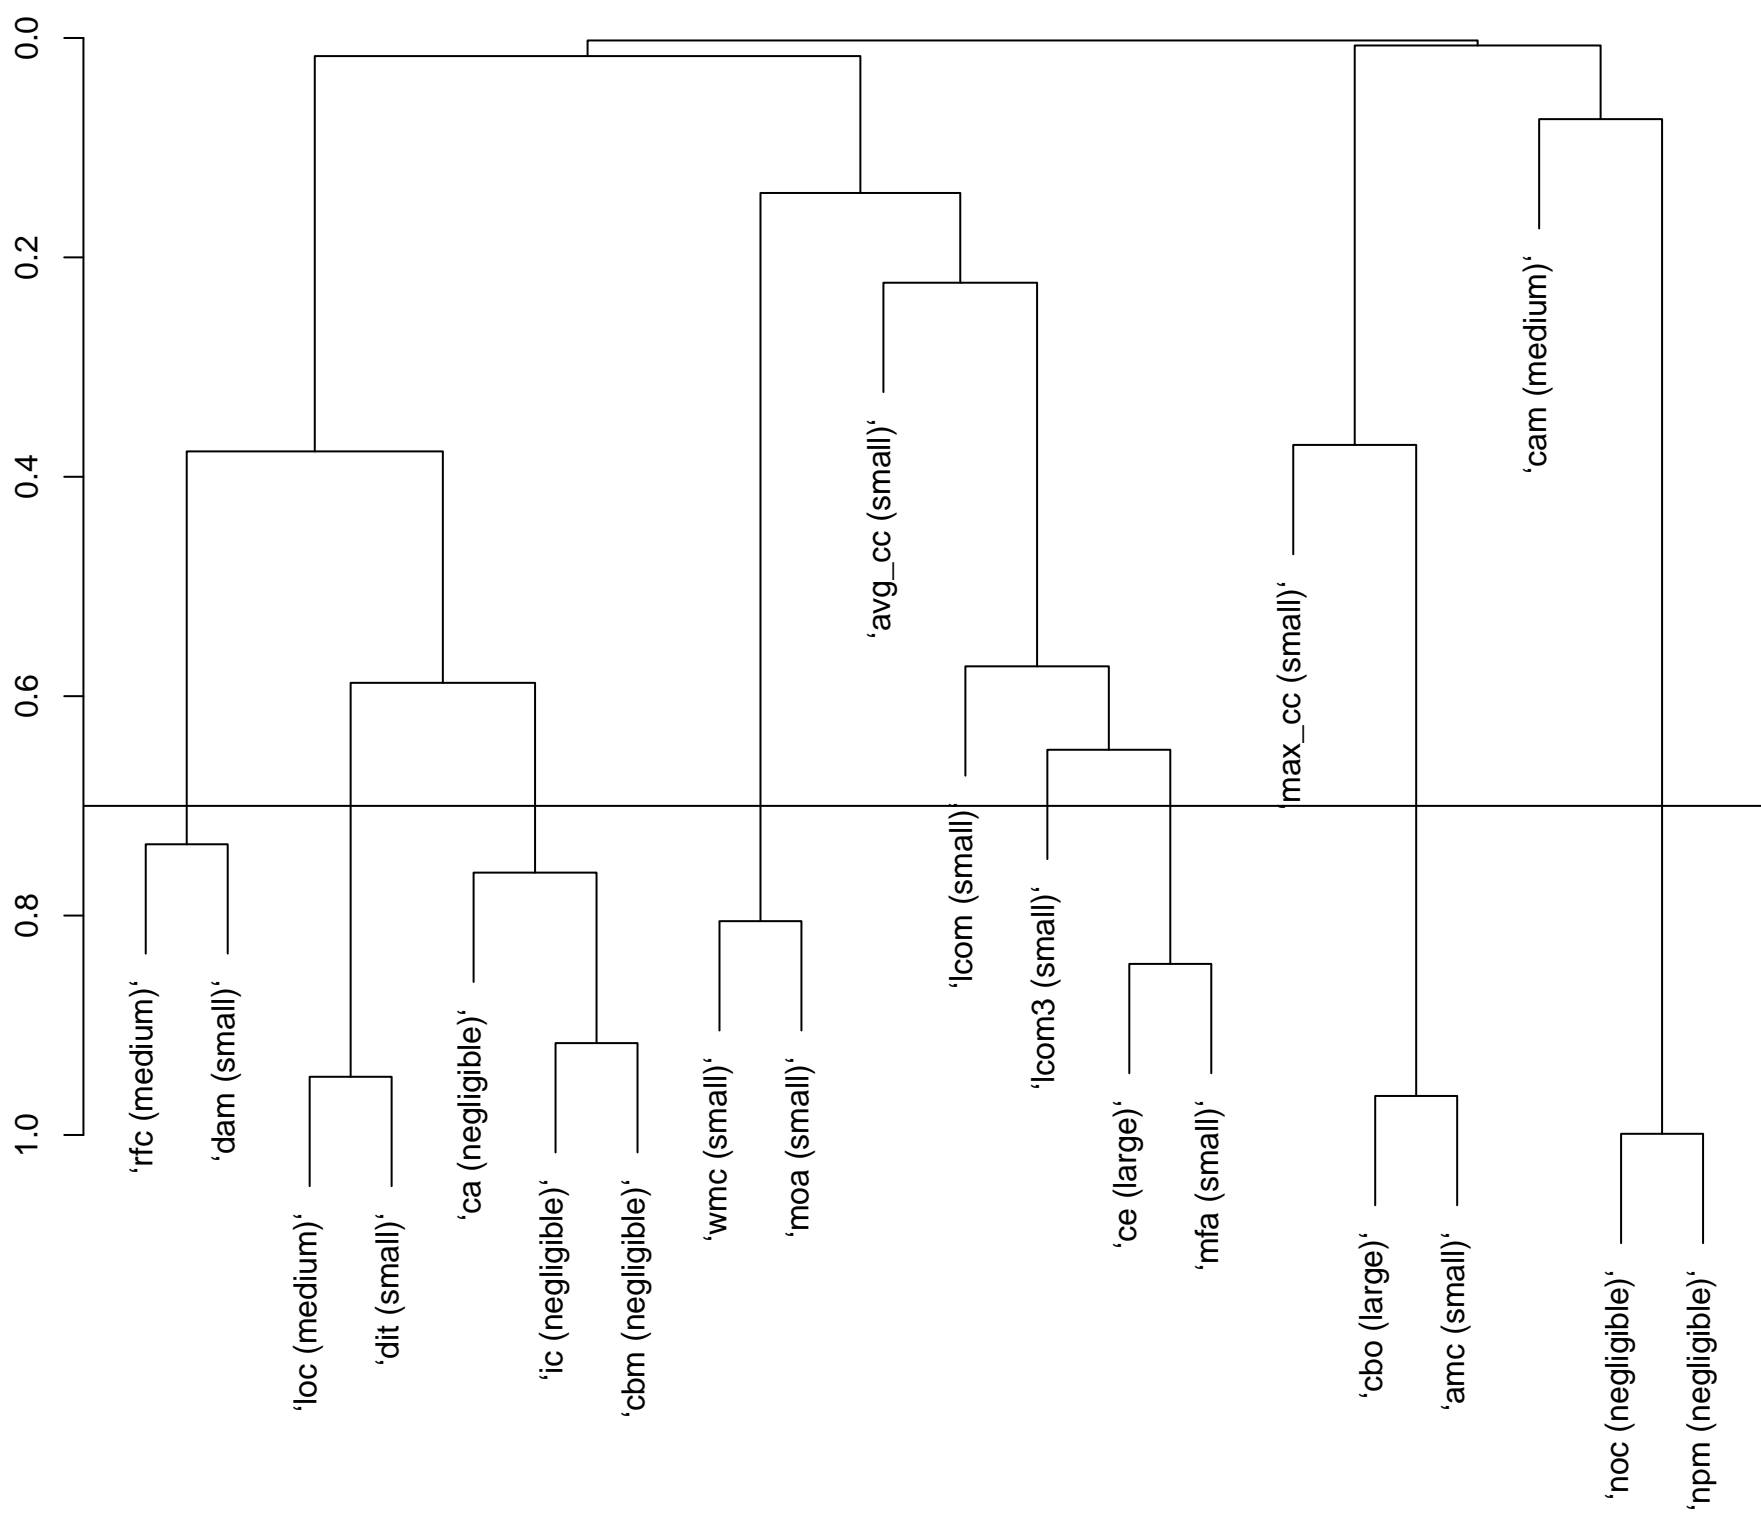 0.0
0.2
0.4
0.6
0.8
1.0
‘rfc (medium)‘
‘dam (small)‘
‘loc (medium)‘
‘dit (small)‘
‘ca (negligible)‘
‘ic (negligible)‘
‘cbm (negligible)‘
‘wmc (small)‘
‘moa (small)‘
‘avg_cc (small)‘
‘lcom (small)‘
‘lcom3 (small)‘
‘ce (large)‘
‘mfa (small)‘
‘max_cc (small)‘
‘cbo (large)‘
‘amc (small)‘
‘cam (medium)‘
‘noc (negligible)‘
‘npm (negligible)‘